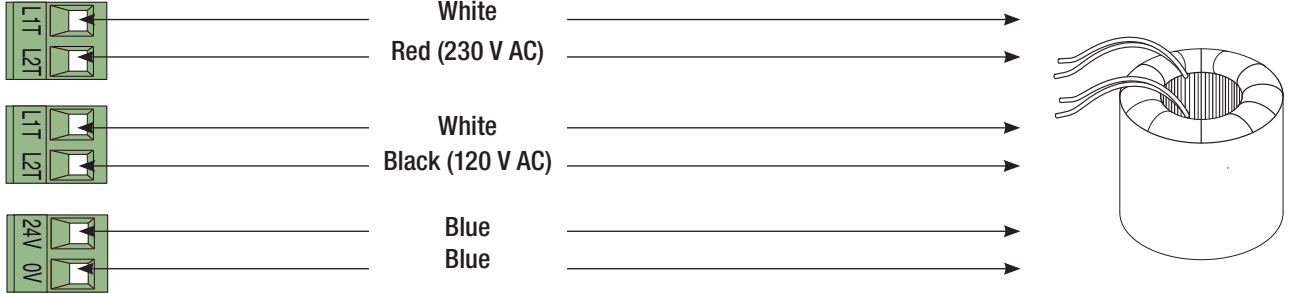 L1T White
L2T Red (230 V AC)
L1T White
L2T Black (120 V AC)
24V Blue
0V Blue